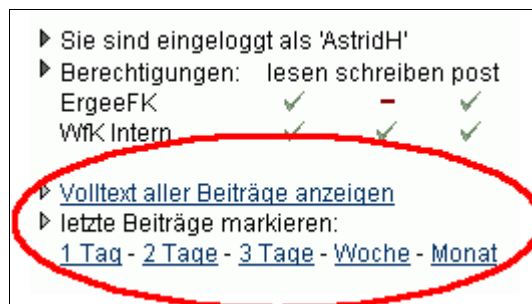 Sie sind eingeloggt als 'AstridH'
Berechtigungen: lesen schreiben post
ErgeeFK
WfK Intern
Volltext aller Beiträge anzeigen
letzte Beiträge markieren:
1 Tag - 2 Tage - 3 Tage - Woche - Monat